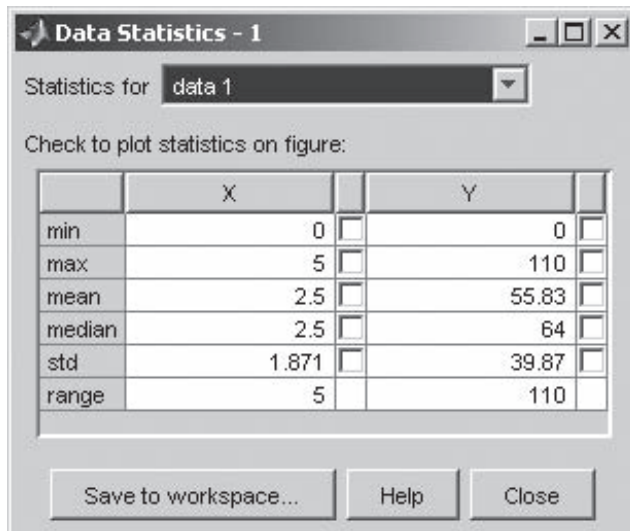 Data Statistics - 1
Statistics for data 1
Check to plot statistics on figure:
X Y
min 0 0
max 5 110
mean 2.5 55.83
median 2.5 64
std 1.871 39.87
range 5 110
Save to workspace... Help Close